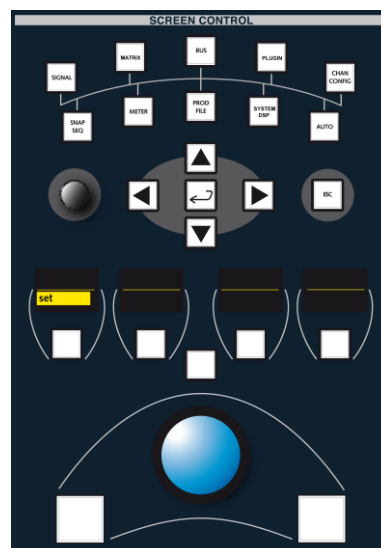 SCREEN CONTROL
SIGNAL
MATRIX
BUS
PLUGIN
CHAN
CONFIG
SNAP
SEQ
METER
PROD
FILE
SYSTEM
DSP
AUTO
ESC
set